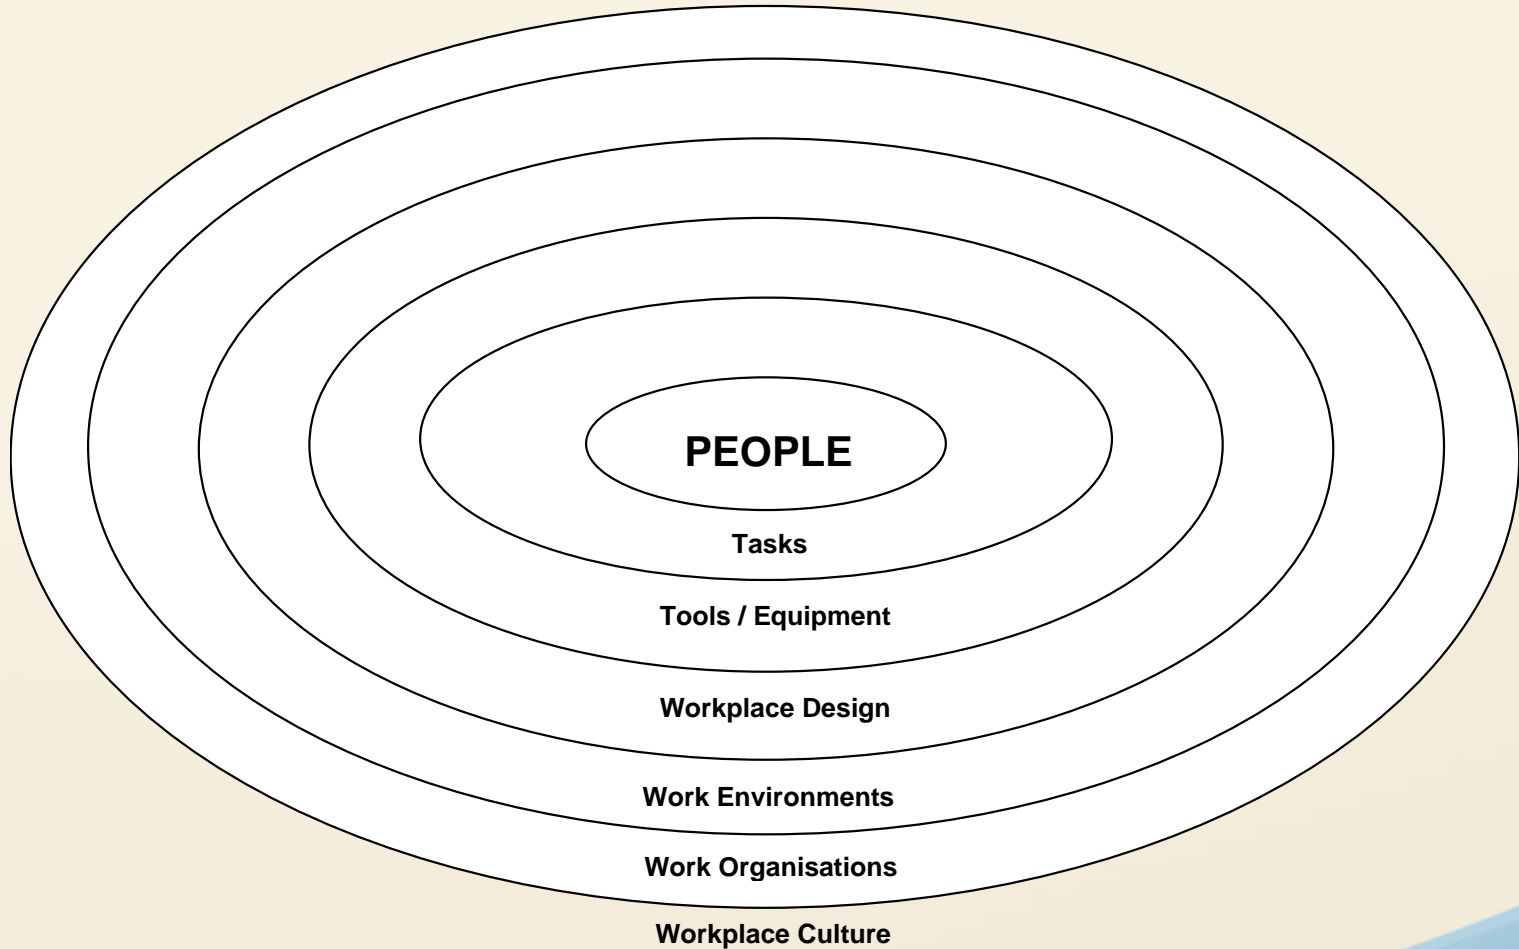 PEOPLE
Tasks
Tools / Equipment
Workplace Design
Work Environments
Work Organisations
Workplace Culture